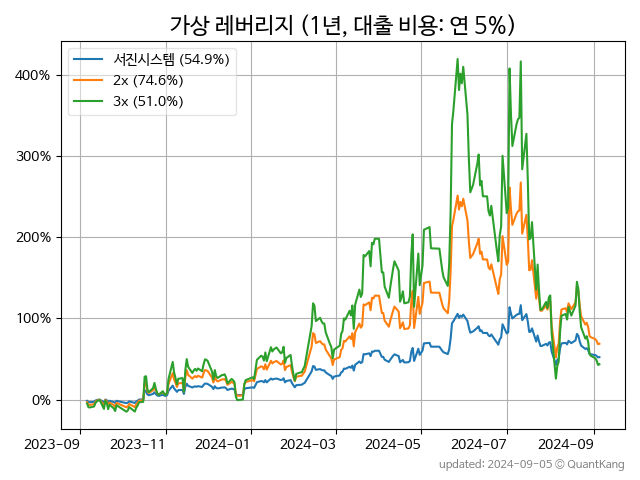 가상 레버리지 (1년, 대출 비용: 연 5%)
서진시스템 (54.9%)
2x (74.6%)
3x (51.0%)
400%
300%
200%
100%
0%
2023-09 2023-11 2024-01 2024-03 2024-05 2024-07 2024-09
updated: 2024-09-05 © QuantKang